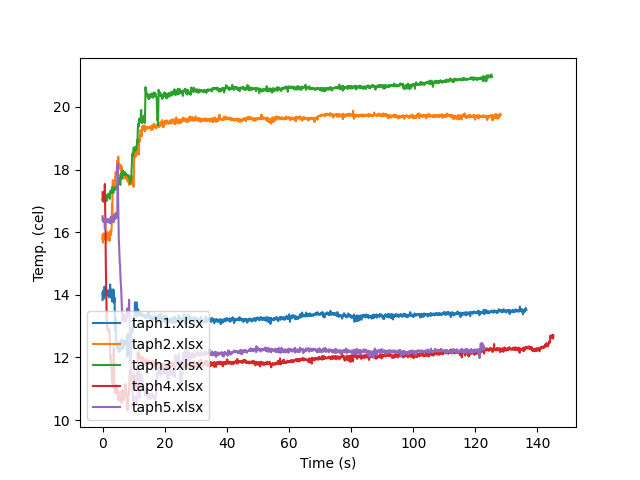 20
18
16
14
12
10
Temp. (cel)
taph1.xlsx
taph2.xlsx
taph3.xlsx
taph4.xlsx
taph5.xlsx
0 20 40 60 80 100 120 140
Time (s)